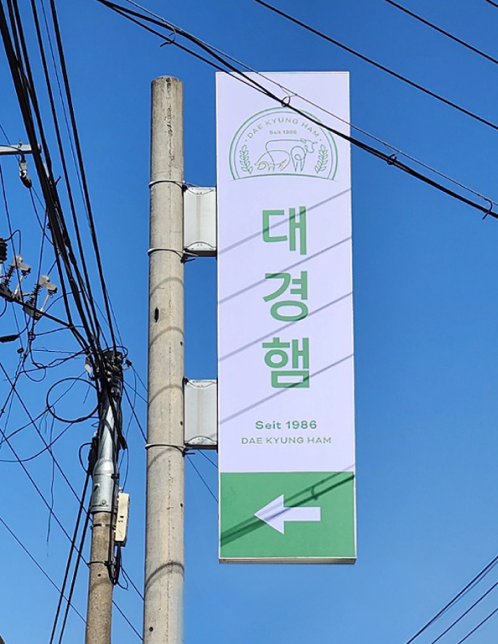 DAE KYUNG HAM
Seit 1986
대경햄
Seit 1986
DAE KYUNG HAM